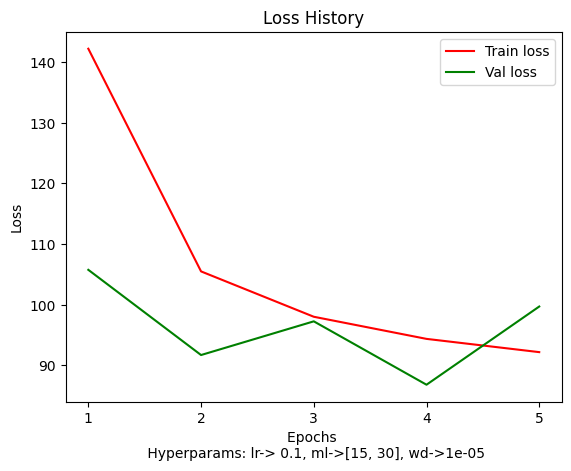 Loss History
Train loss
Val loss
Loss
140
130
120
110
100
90
1 2 3 4 5
Epochs
Hyperparams: lr-> 0.1, ml->[15, 30], wd->1e-05